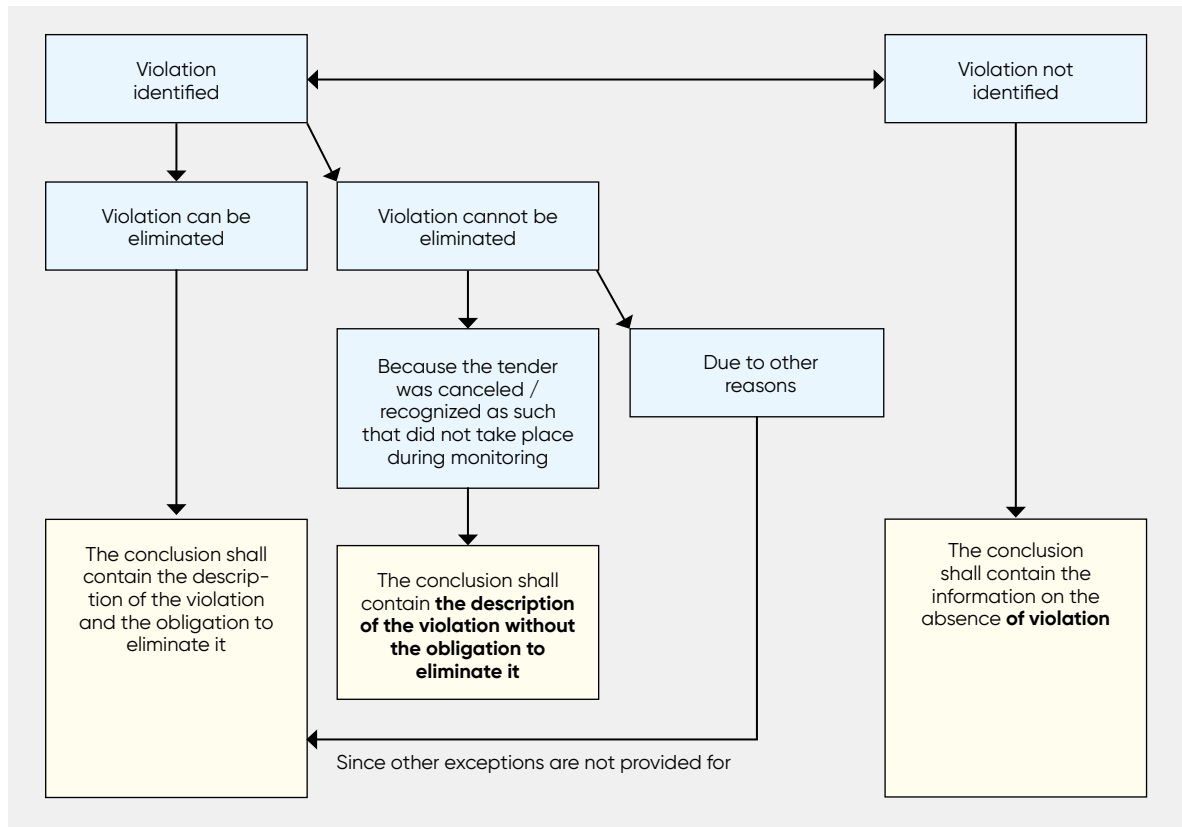 Violation
identified
Violation not
identified
Violation can be
eliminated
Violation cannot be
eliminated
Because the tender
was canceled /
recognized as such
that did not take place
during monitoring
Due to other
reasons
The conclusion shall
contain the descrip-
tion of the violation
and the obligation to
eliminate it
The conclusion shall
contain the description
of the violation without
the obligation to
eliminate it
The conclusion
shall contain the
information on the
absence of violation
Since other exceptions are not provided for